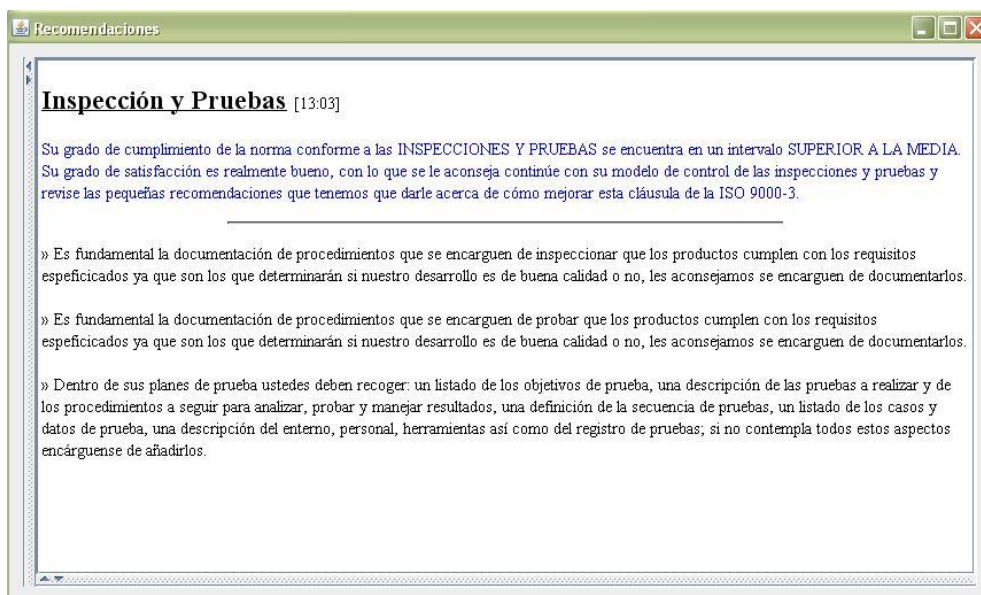 Recomendaciones
Inspección y Pruebas [13:03]
Su grado de cumplimiento de la norma conforme a las INSPECCIONES Y PRUEBAS se encuentra en un intervalo SUPERIOR A LA MEDIA.
Su grado de satisfacción es realmente bueno, con lo que se le aconseja continúe con su modelo de control de las inspecciones y pruebas y
revise las pequeñas recomendaciones que tenemos que darle acerca de cómo mejorar esta cláusula de la ISO 9000-3.
» Es fundamental la documentación de procedimientos que se encarguen de inspeccionar que los productos cumplen con los requisitos
espeficicados ya que son los que determinarán si nuestro desarrollo es de buena calidad o no, les aconsejamos se encarguen de documentarlos.
» Es fundamental la documentación de procedimientos que se encarguen de probar que los productos cumplen con los requisitos
espeficicados ya que son los que determinarán si nuestro desarrollo es de buena calidad o no, les aconsejamos se encarguen de documentarlos.
» Dentro de sus planes de prueba ustedes deben recoger: un listado de los objetivos de prueba, una descripción de las pruebas a realizar y de
los procedimientos a seguir para analizar, probar y manejar resultados, una definición de la secuencia de pruebas, un listado de los casos y
datos de prueba, una descripción del enterno, personal, herramientas así como del registro de pruebas; si no contempla todos estos aspectos
encárguense de añadirlos.